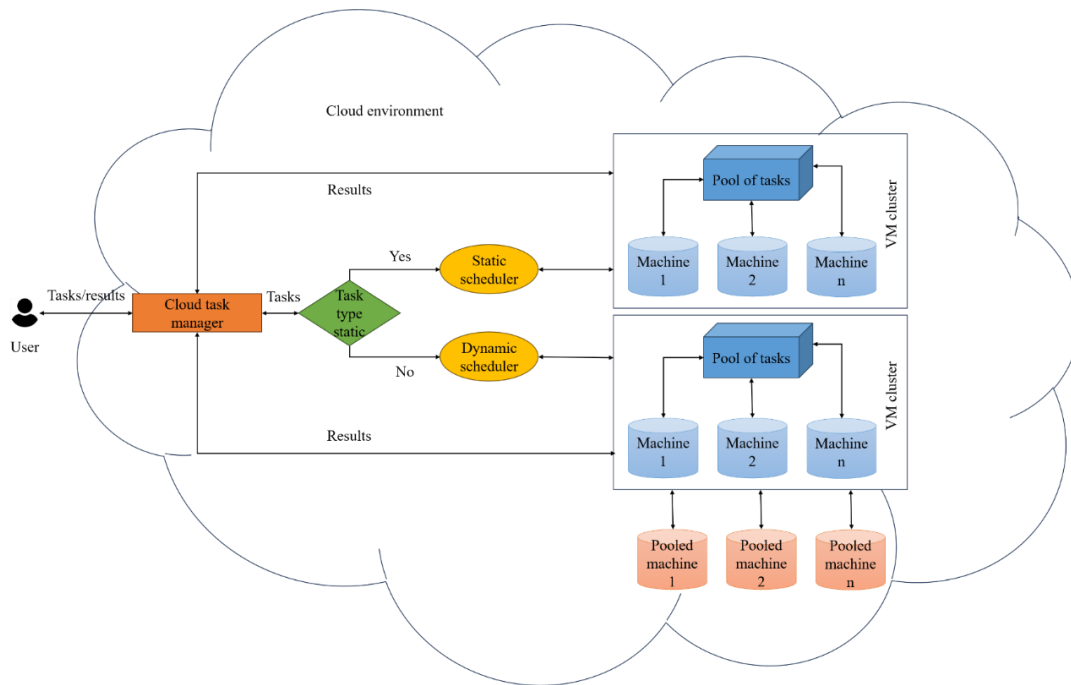 Cloud environment
Results
Pool of tasks
VM cluster
Machine
1
Machine
2
Machine
n
Yes
Static
scheduler
Tasks/results
User
Cloud task
manager
Tasks
Task
type
static
No
Dynamic
scheduler
Results
Pool of tasks
VM cluster
Machine
1
Machine
2
Machine
n
Pooled
machine
1
Pooled
machine
2
Pooled
machine
n